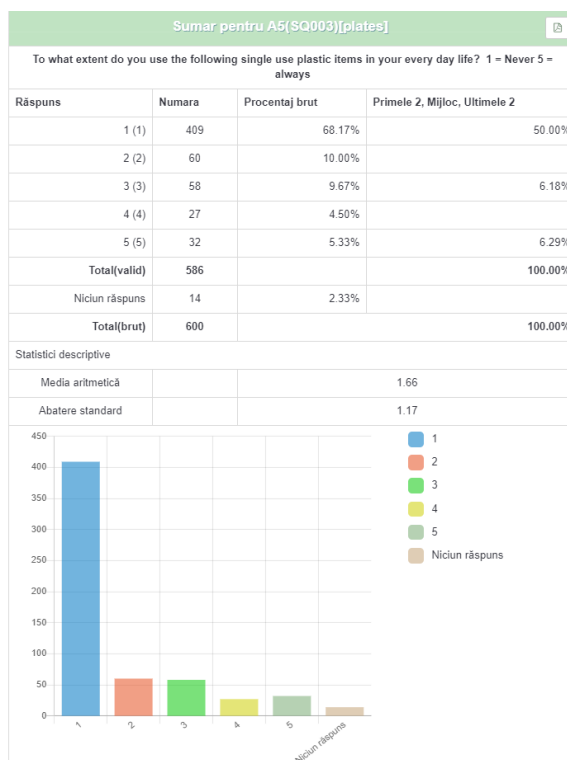 Sumar pentru A5(SQ003)[plates]
To what extent do you use the following single use plastic items in your every day life? 1 = Never 5 =
always
Răspuns Numara Procentaj brut Primele 2, Mijloc, Ultimele 2
1 (1) 409 68.17% 50.00%
2 (2) 60 10.00%
3 (3) 58 9.67% 6.18%
4 (4) 27 4.50%
5 (5) 32 5.33% 6.29%
Total(valid) 586 100.00%
Niciun răspuns 14 2.33%
Total(brut) 600 100.00%
Statistici descriptive
Media aritmetică 1.66
Abatere standard 1.17
450
400
350
300
250
200
150
100
50
0
1 2 3 4 5 Niciun răspuns
1
2
3
4
5
Niciun răspuns